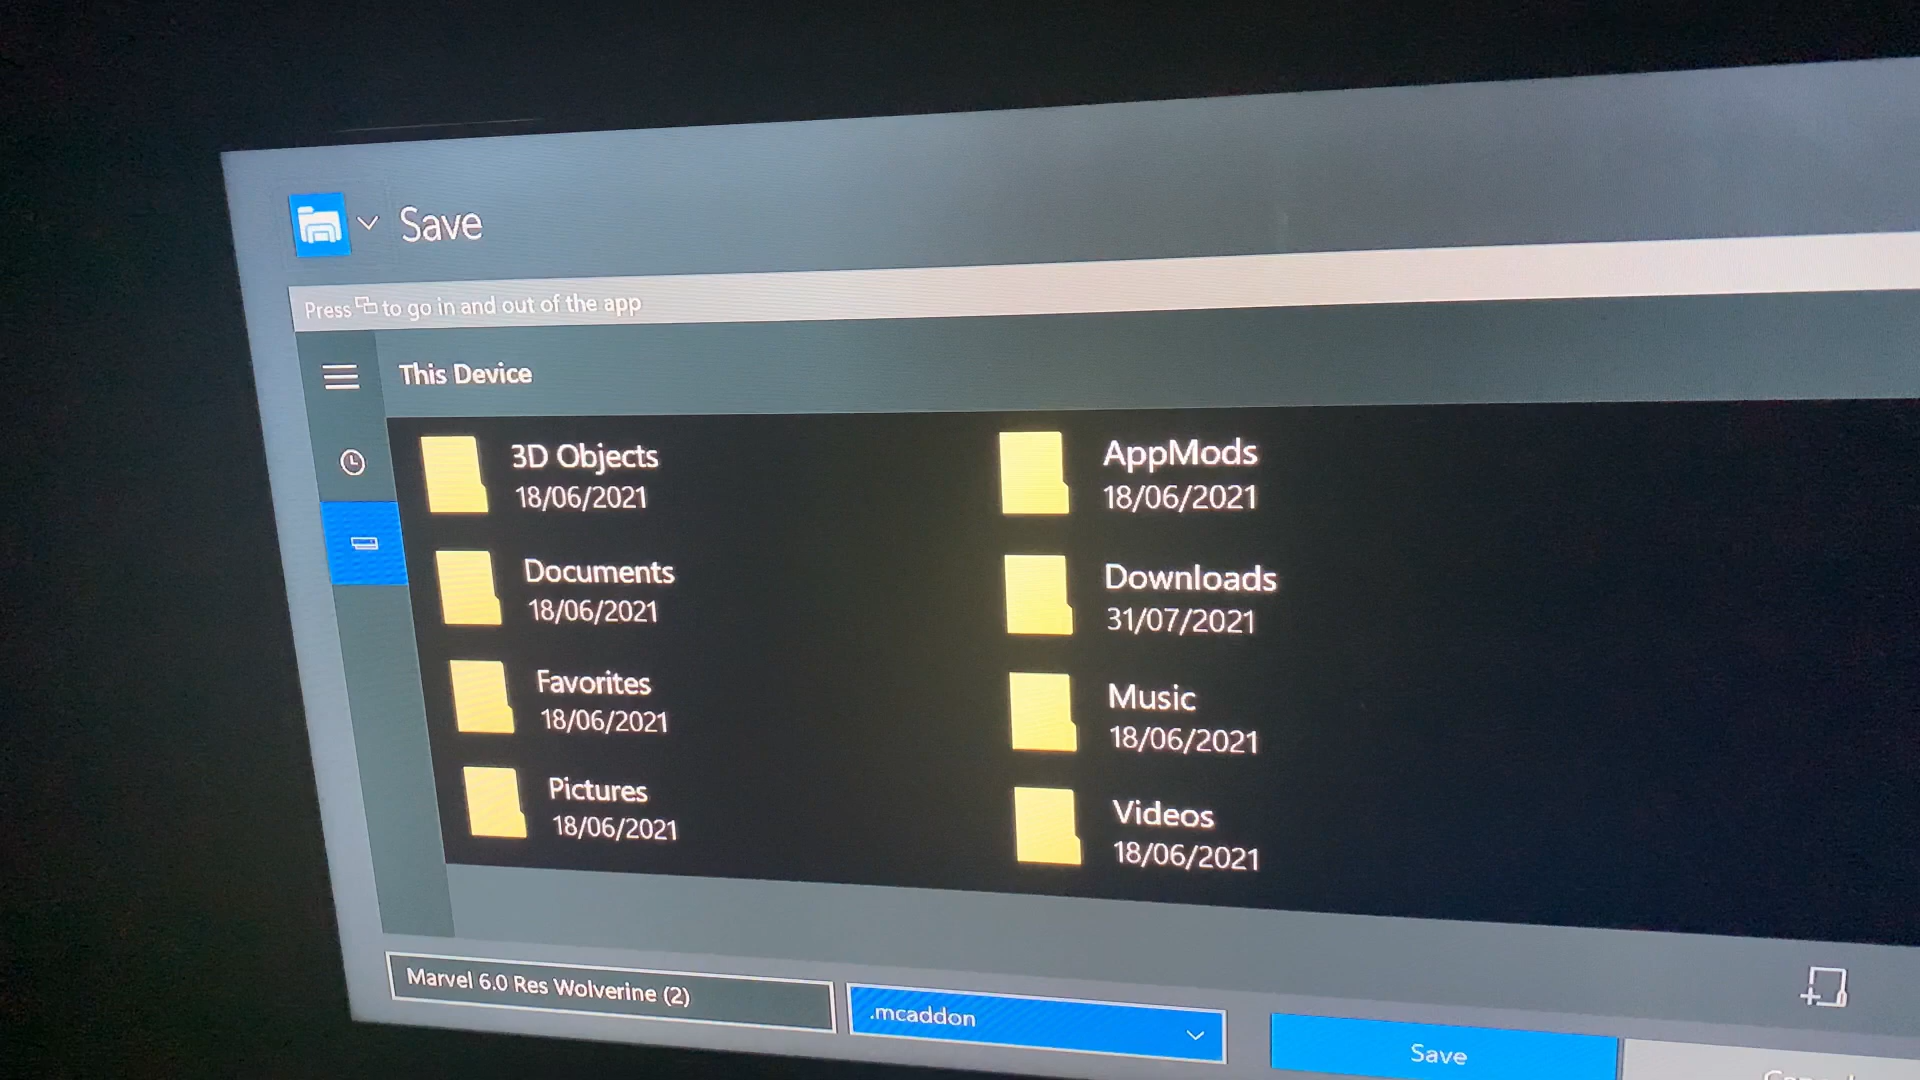 Save
Press to go in and out of the app
This Device
3D Objects
18/06/2021
AppMods
18/06/2021
Documents
18/06/2021
Downloads
31/07/2021
Favorites
18/06/2021
Music
18/06/2021
Pictures
18/06/2021
Videos
18/06/2021
Marvel 6.0 Res Wolverine (2)
.mcaddon
Save